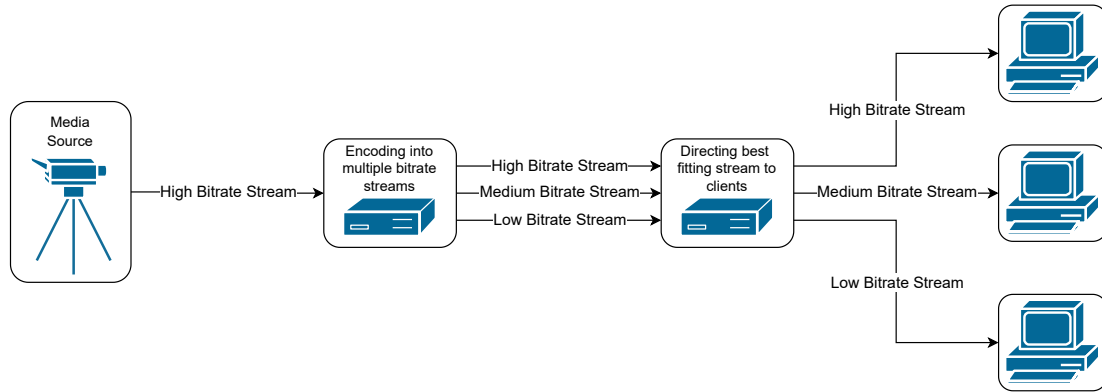 Media
Source
High Bitrate Stream
Encoding into
multiple bitrate
streams
High Bitrate Stream
Medium Bitrate Stream
Low Bitrate Stream
Directing best
fitting stream to
clients
High Bitrate Stream
Medium Bitrate Stream
Low Bitrate Stream